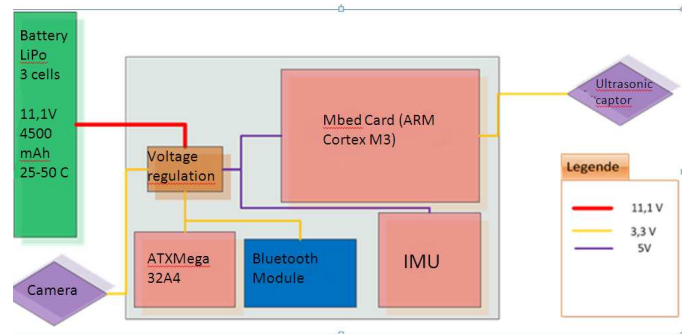 Battery
LiPo
3 cells
11,1V
4500
mAh
25-50 C
Voltage
regulation
Mbed Card (ARM
Cortex M3)
Ultrasonic
captor
ATXMega
32A4
Bluetooth
Module
IMU
Camera
Legende
11,1 V
3,3 V
5V